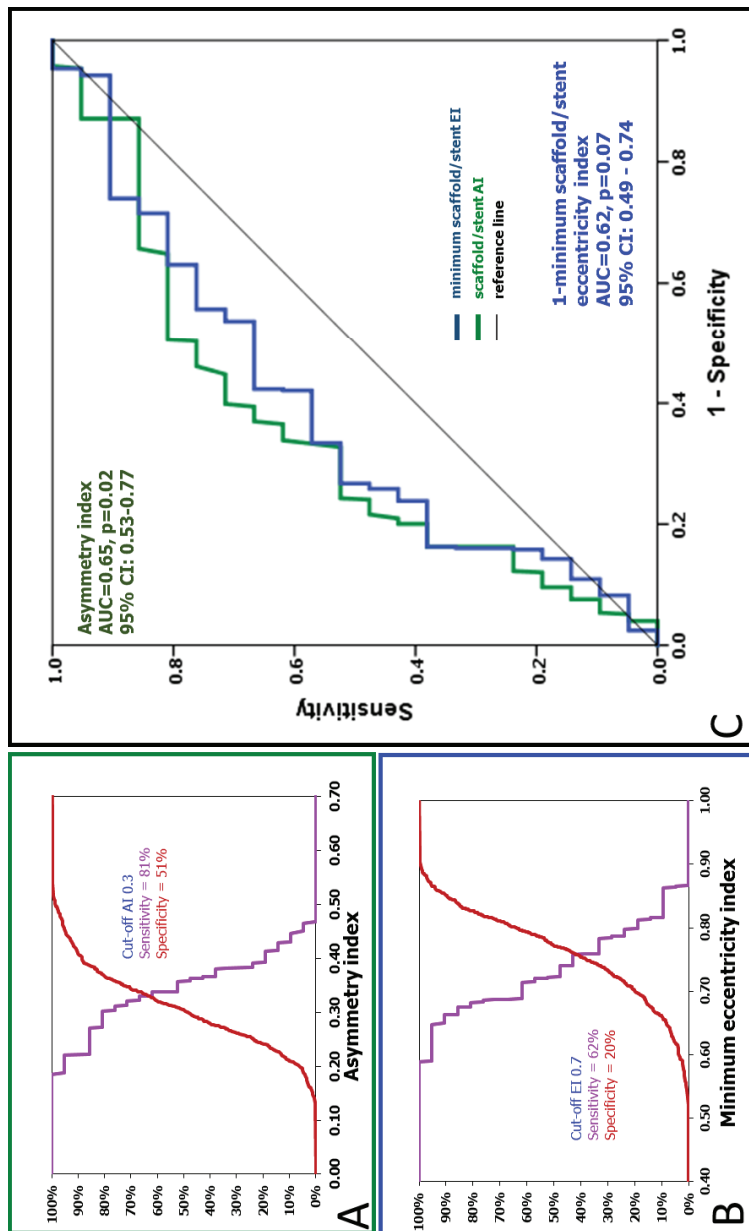 100%
90%
80%
70%
60%
50%
40%
30%
20%
10%
0%
0.00
0.10
0.20
0.30
0.40
0.50
0.60
0.70
Cut-off AI 0.3
Sensitivity = 81%
Specificity = 51%
Asymmetry index
A
100%
90%
80%
70%
60%
50%
40%
30%
20%
10%
0%
0.40
0.50
0.60
0.70
0.80
0.90
1.00
Cut-off EI 0.7
Sensitivity = 62%
Specificity = 20%
Minimum eccentricity index
B
Sensitivity
1.0
0.8
0.6
0.4
0.2
0.0
Asymmetry index
AUC=0.65, p=0.02
95% CI: 0.53-0.77
minimum scaffold/stent EI
scaffold/stent AI
reference line
1-minimum scaffold/stent
eccentricity index
AUC=0.62, p=0.07
95% CI: 0.49 - 0.74
0.0
0.2
0.4
0.6
0.8
1.0
1 - Specificity
C